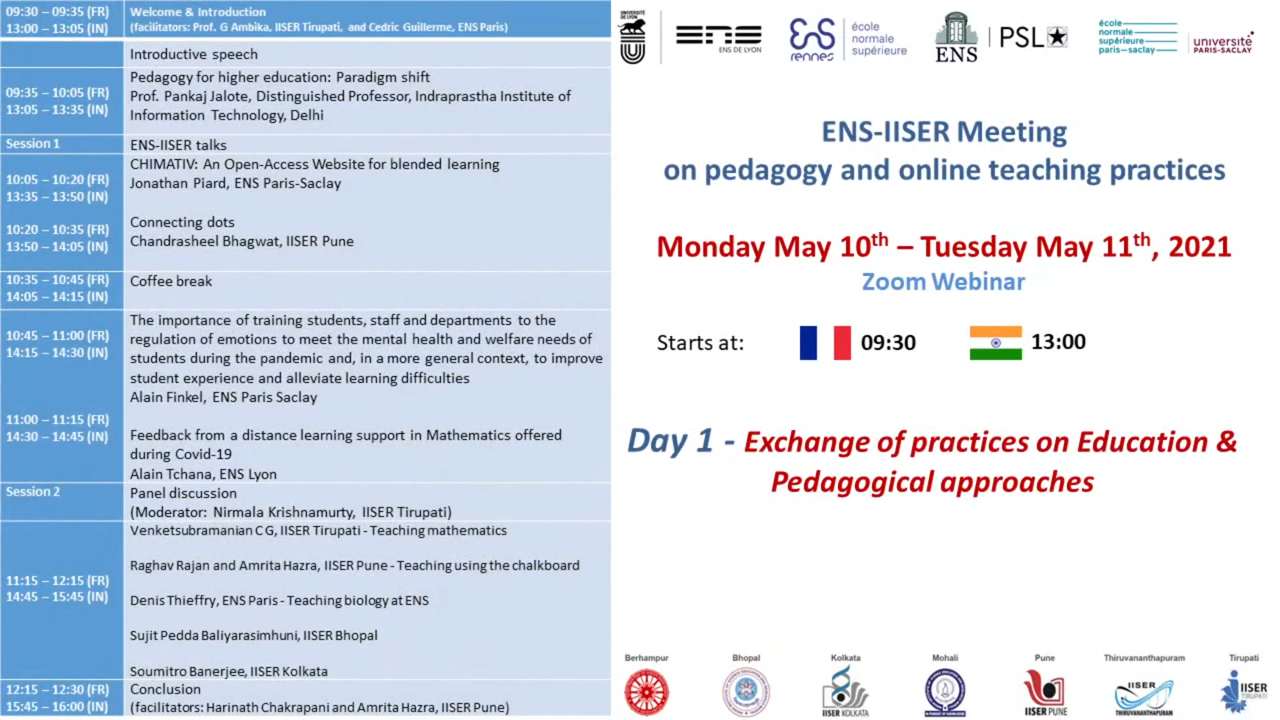 09:30 – 09:35 (FR)
13:00 – 13:05 (IN)
Welcome & Introduction
(facilitators: Prof. G Ambika, IISER Tirupati, and Cedric Guillerme, ENS Paris)
Introductive speech
09:35 – 10:05 (FR)
13:05 – 13:35 (IN)
Pedagogy for higher education: Paradigm shift
Prof. Pankaj Jalote, Distinguished Professor, Indraprastha Institute of
Information Technology, Delhi
Session 1
ENS-IISER talks
10:05 – 10:20 (FR)
13:35 – 13:50 (IN)
CHIMATIV: An Open-Access Website for blended learning
Jonathan Piard, ENS Paris-Saclay
10:20 – 10:35 (FR)
13:50 – 14:05 (IN)
Connecting dots
Chandrasheel Bhagwat, IISER Pune
10:35 – 10:45 (FR)
14:05 – 14:15 (IN)
Coffee break
10:45 – 11:00 (FR)
14:15 – 14:30 (IN)
The importance of training students, staff and departments to the
regulation of emotions to meet the mental health and welfare needs of
students during the pandemic and, in a more general context, to improve
student experience and alleviate learning difficulties
Alain Finkel, ENS Paris Saclay
11:00 – 11:15 (FR)
14:30 – 14:45 (IN)
Feedback from a distance learning support in Mathematics offered
during Covid-19
Alain Tchana, ENS Lyon
Session 2
Panel discussion
(Moderator: Nirmala Krishnamurty, IISER Tirupati)
11:15 – 12:15 (FR)
14:45 – 15:45 (IN)
Venketsubramanian C G, IISER Tirupati - Teaching mathematics
Raghav Rajan and Amrita Hazra, IISER Pune - Teaching using the chalkboard
Denis Thieffry, ENS Paris - Teaching biology at ENS
Sujit Pedda Baliyarasimhuni, IISER Bhopal
Soumitro Banerjee, IISER Kolkata
12:15 – 12:30 (FR)
15:45 – 16:00 (IN)
Conclusion
(facilitators: Harinath Chakrapani and Amrita Hazra, IISER Pune)
UNIVERSITÉ
DE LYON
ENS
ENS DE LYON
ENS
rennes
école
normale
supérieure
ENS
PSL
école
normale
supérieure
paris–saclay
université
PARIS-SACLAY
ENS-IISER Meeting
on pedagogy and online teaching practices
Monday May 10th – Tuesday May 11th, 2021
Zoom Webinar
Starts at:
09:30
13:00
Day 1 - Exchange of practices on Education &
Pedagogical approaches
Berhampur
Bhopal
Kolkata
Mohali
Pune
Thiruvananthapuram
Tirupati
IISER KOLKATA
IISER PUNE
IISER
THIRUVANANTHAPURAM
IISER
TIRUPATI